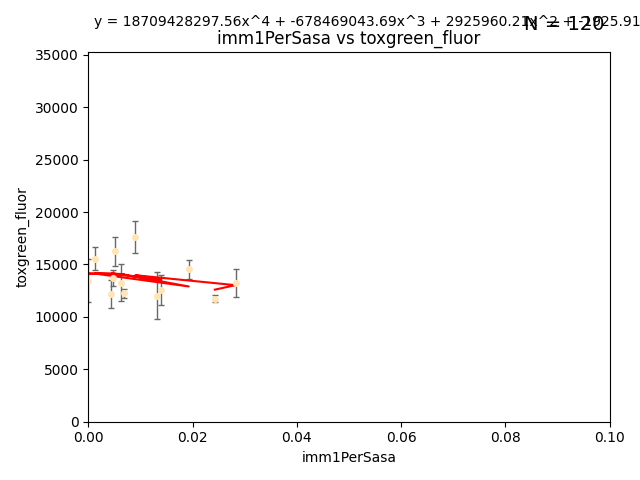 y = 18709428297.56x^4 + -678469043.69x^3 + 2925960.21x^2 + -1925.91
N = 120
imm1PerSasa vs toxgreen_fluor
35000
30000
25000
20000
15000
10000
5000
0
toxgreen_fluor
0.00 0.02 0.04 0.06 0.08 0.10
imm1PerSasa